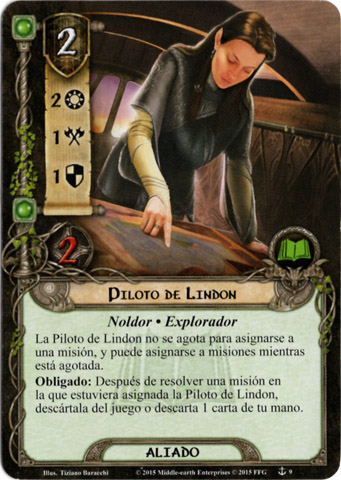 2
2
1
1
2
Piloto de Lindon
Noldor • Explorador
La Piloto de Lindon no se agota para asignarse a
una misión, y puede asignarse a misiones mientras
está agotada.
Obligado: Después de resolver una misión en
la que estuviera asignada la Piloto de Lindon,
descártala del juego o descarta 1 carta de tu mano.
ALIADO
Illus. Tiziano Baracchi © 2015 Middle-earth Enterprises © 2015 FFG 9